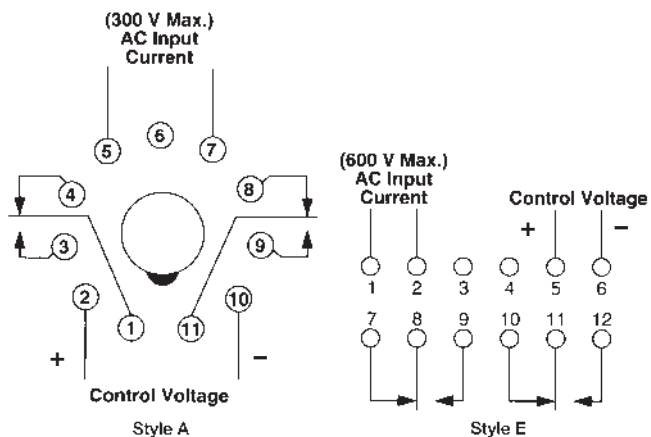 (300 V Max.)
AC Input
Current
5
6
7
4
8
3
9
2
10
1
11
+
−
Control Voltage
Style A
(600 V Max.)
AC Input
Current
Control Voltage
+
−
1 2 3 4 5 6
7 8 9 10 11 12
Style E